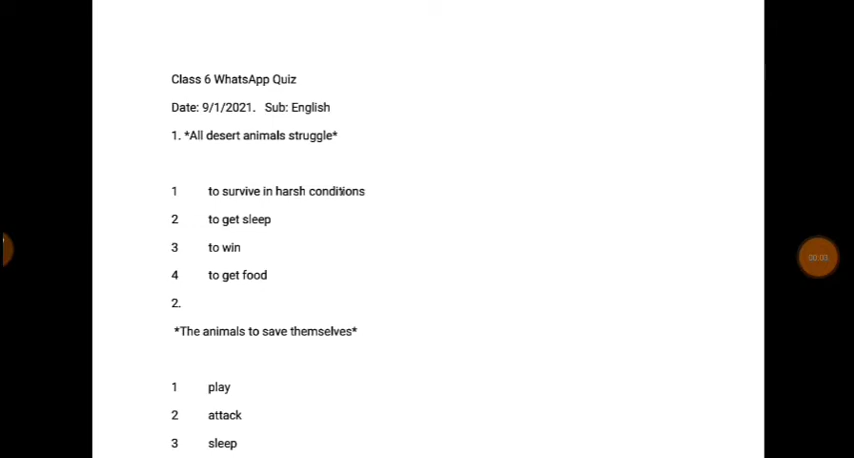 Class 6 WhatsApp Quiz
Date: 9/1/2021. Sub: English
1. *All desert animals struggle*
1 to survive in harsh conditions
2 to get sleep
3 to win
4 to get food
2.
*The animals to save themselves*
1 play
2 attack
3 sleep
00:03